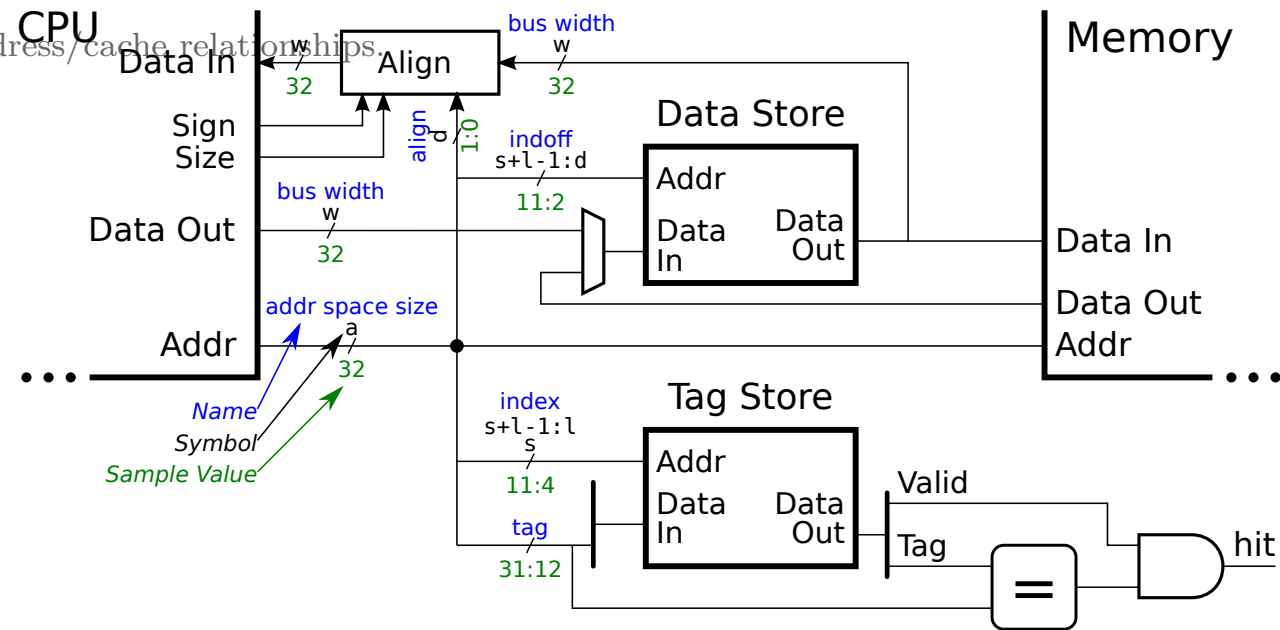 CPU
dress/cache relationships.
Data In
w
32
Align
bus width
w
32
Memory
Sign
Size
align
d
1:0
indoff
s+l-1:d
11:2
Data Store
Addr
Data
In
Data
Out
bus width
w
32
Data Out
Data In
Data Out
Addr
addr space size
a
32
Addr
Name
Symbol
Sample Value
Tag Store
index
s+l-1:l
s
11:4
Addr
Data
In
Data
Out
tag
31:12
Valid
Tag
=
hit